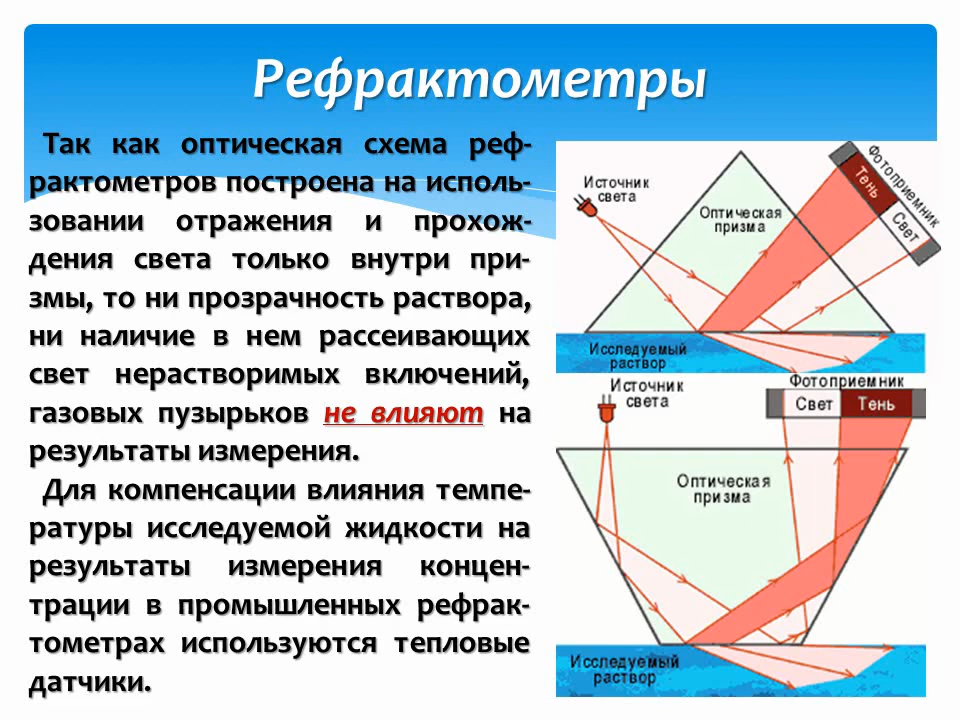 Рефрактометры
Так как оптическая схема реф-
рактометров построена на исполь-
зовании отражения и прохож-
дения света только внутри при-
змы, то ни прозрачность раствора,
ни наличие в нем рассеивающих
свет нерастворимых включений,
газовых пузырьков не влияют на
результаты измерения.
Для компенсации влияния темпе-
ратуры исследуемой жидкости на
результаты измерения концен-
трации в промышленных рефрак-
тометрах используются тепловые
датчики.
Источник
света
Оптическая
призма
Фотоприемник
Тень
Свет
Исследуемый
раствор
Источник
света
Фотоприемник
Свет
Тень
Оптическая
призма
Исследуемый
раствор